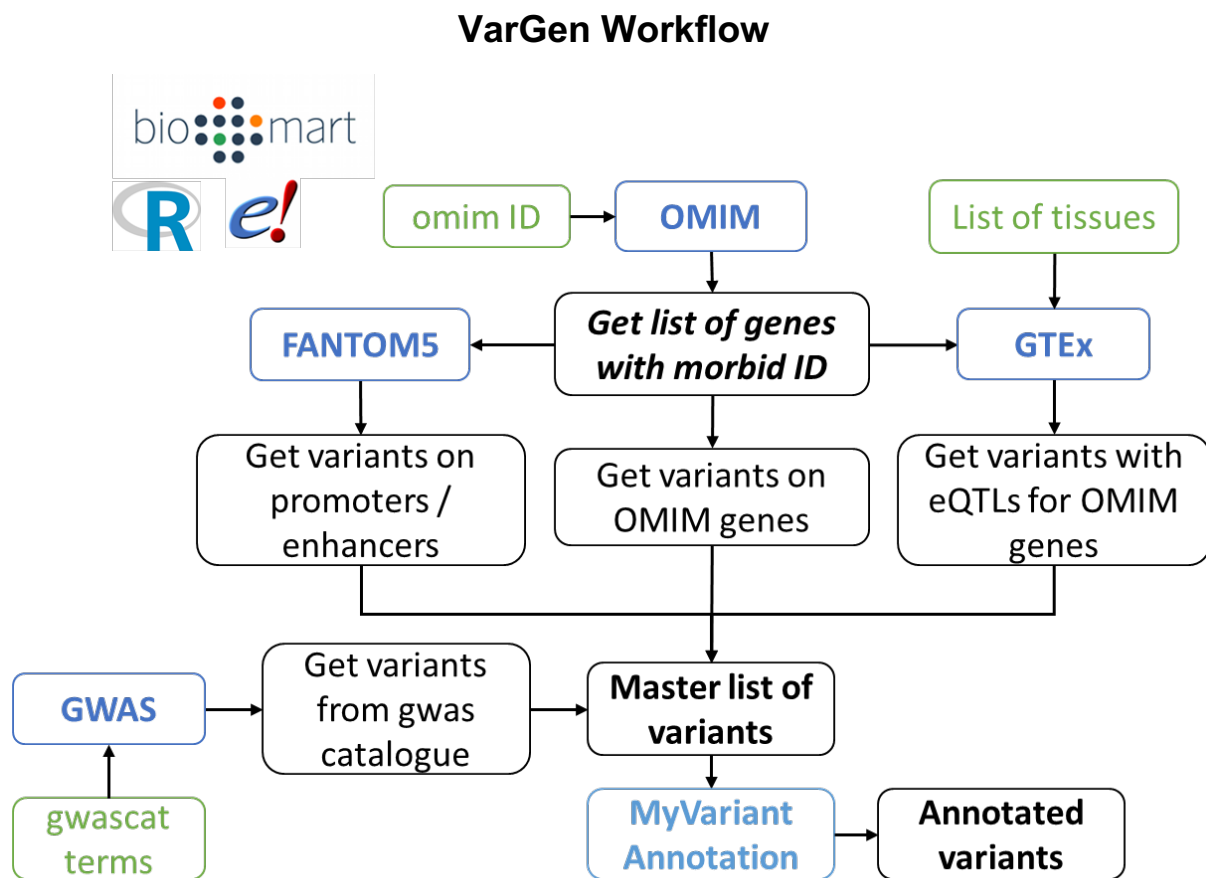 VarGen Workflow
bio mart
R
e!
omim ID
OMIM
List of tissues
FANTOM5
Get list of genes
with morbid ID
GTEx
Get variants on
promoters /
enhancers
Get variants on
OMIM genes
Get variants with
eQTLs for OMIM
genes
GWAS
Get variants
from gwas
catalogue
Master list of
variants
gwascat
terms
MyVariant
Annotation
Annotated
variants